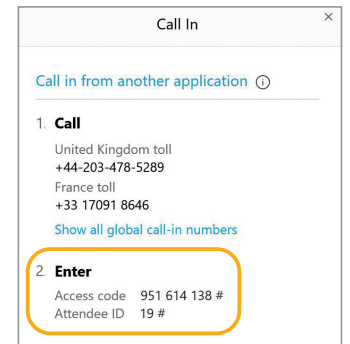 Call In
Call in from another application
1. Call
United Kingdom toll
+44-203-478-5289
France toll
+33 17091 8646
Show all global call-in numbers
2. Enter
Access code 951 614 138 #
Attendee ID 19 #